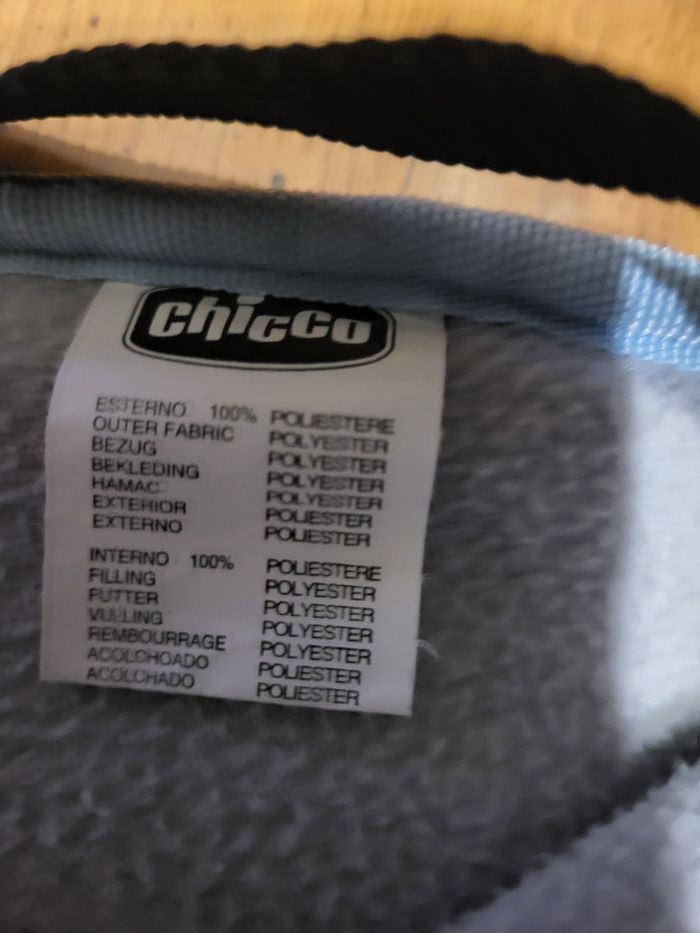 chicco
ESTERNO 100% POLIESTERE
OUTER FABRIC POLYESTER
BEZUG POLYESTER
BEKLEDING POLYESTER
HAMAC POLYESTER
EXTERIOR POLIESTER
EXTERNO POLIESTER
INTERNO 100% POLIESTERE
FILLING POLYESTER
FUTTER POLYESTER
VULLING POLYESTER
REMBOURRAGE POLYESTER
ACOLCHOADO POLIESTER
ACOLCHADO POLIESTER